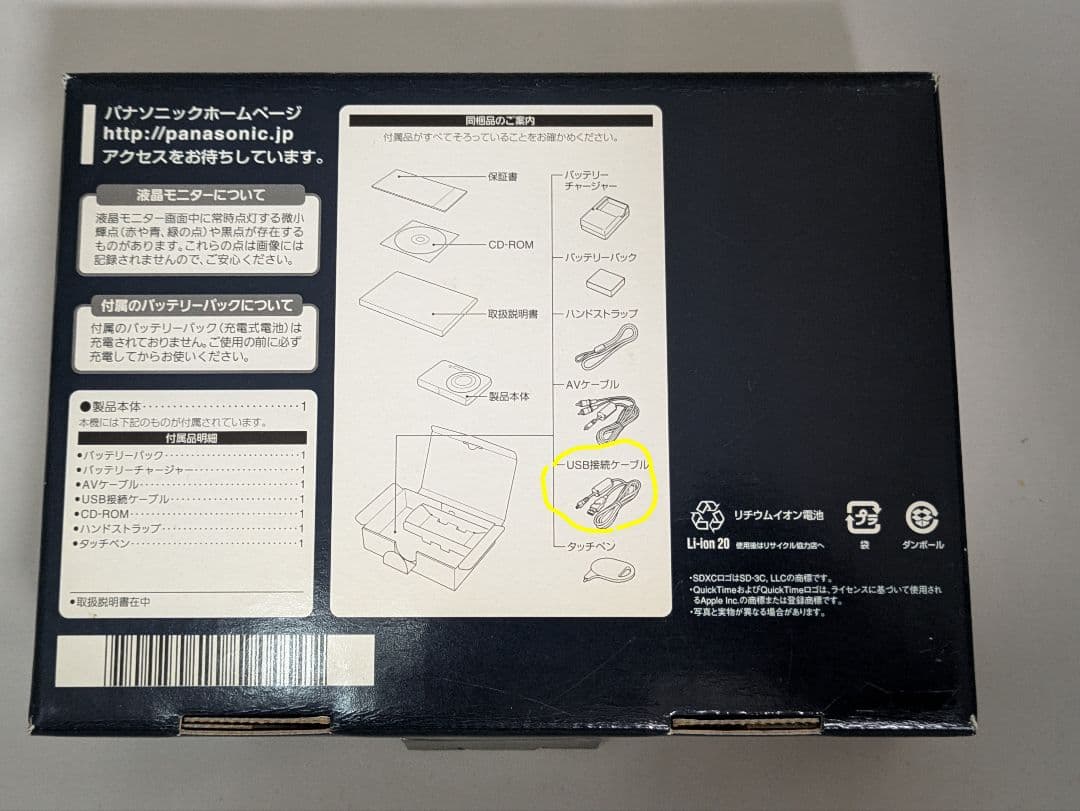 パナソニックホームページ
http://panasonic.jp
アクセスをお待ちしています。
液晶モニターについて
液晶モニター画面中に常時点灯する微小
輝点(赤や青、緑の点)や黒点が存在する
ものがあります。これらの点は画像には
記録されませんので、ご安心ください。
付属のバッテリーパックについて
付属のバッテリーパック(充電式電池)は
充電されておりません。ご使用の前に必ず
充電してからお使いください。
●製品本体‥‥‥‥‥‥‥‥‥‥‥‥1
本機には下記のものが付属されています。
付属品明細
•バッテリーパック‥‥‥‥‥‥‥‥‥‥1
•バッテリーチャージャー‥‥‥‥‥‥‥‥1
•AVケーブル‥‥‥‥‥‥‥‥‥‥‥‥1
•USB接続ケーブル‥‥‥‥‥‥‥‥‥‥1
•CD-ROM‥‥‥‥‥‥‥‥‥‥‥‥‥1
•ハンドストラップ‥‥‥‥‥‥‥‥‥‥1
•タッチペン‥‥‥‥‥‥‥‥‥‥‥‥1
•取扱説明書在中
同梱品のご案内
付属品がすべてそろっていることをお確かめください。
保証書
CD-ROM
取扱説明書
製品本体
バッテリー
チャージャー
バッテリーパック
ハンドストラップ
AVケーブル
USB接続ケーブル
タッチペン
リチウムイオン電池
Li-ion 20 使用後はリサイクル協力店へ
プラ
袋
ダンボール
•SDXCロゴはSD-3C, LLCの商標です。
•QuickTimeおよびQuickTimeロゴは、ライセンスに基づいて使用され
るApple Inc.の商標または登録商標です。
•写真と実物が異なる場合があります。